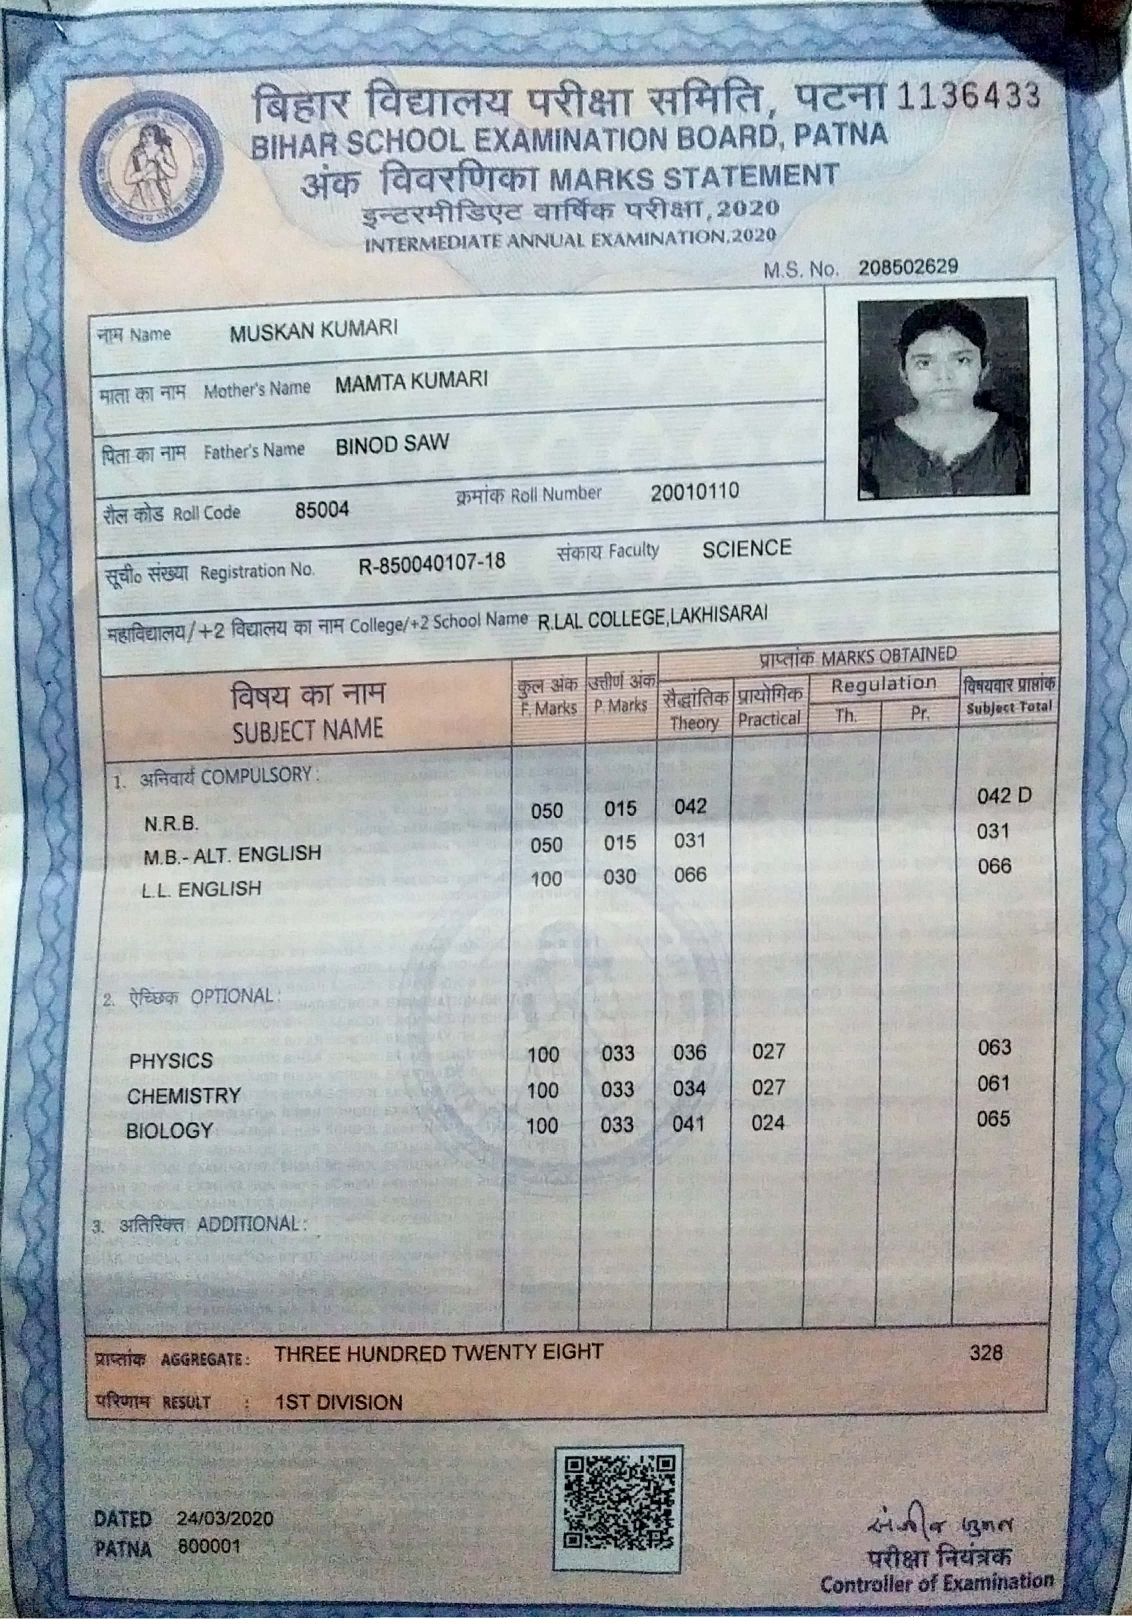 बिहार विद्यालय परीक्षा समिति, पटना 1136433
BIHAR SCHOOL EXAMINATION BOARD, PATNA
अंक विवरणिका MARKS STATEMENT
इन्टरमीडिएट वार्षिक परीक्षा,2020
INTERMEDIATE ANNUAL EXAMINATION,2020
M.S. No. 208502629
नाम Name MUSKAN KUMARI
माता का नाम Mother's Name MAMTA KUMARI
पिता का नाम Father's Name BINOD SAW
रौल कोड Roll Code 85004 क्रमांक Roll Number 20010110
सूची० संख्या Registration No. R-850040107-18 संकाय Faculty SCIENCE
महाविद्यालय/+2 विद्यालय का नाम College/+2 School Name R.LAL COLLEGE,LAKHISARAI
विषय का नाम SUBJECT NAME कुल अंक F. Marks उत्तीर्ण अंक P. Marks प्राप्तांक MARKS OBTAINED
सैद्धांतिक Theory प्रायोगिक Practical Regulation Th. Pr. विषयवार प्राप्तांक Subject Total
1. अनिवार्य COMPULSORY:
N.R.B. 050 015 042 042 D
M.B.- ALT. ENGLISH 050 015 031 031
L.L. ENGLISH 100 030 066 066
2. ऐच्छिक OPTIONAL:
PHYSICS 100 033 036 027 063
CHEMISTRY 100 033 034 027 061
BIOLOGY 100 033 041 024 065
3. अतिरिक्त ADDITIONAL:
प्राप्तांक AGGREGATE: THREE HUNDRED TWENTY EIGHT 328
परिणाम RESULT : 1ST DIVISION
DATED 24/03/2020
PATNA 800001
परीक्षा नियंत्रक
Controller of Examination